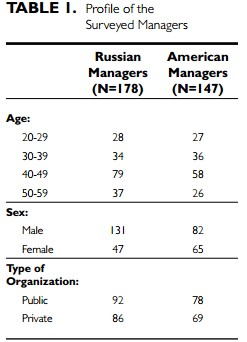 TABLE 1. Profile of the
Surveyed Managers
Russian American
Managers Managers
(N=178) (N=147)
Age:
20-29 28 27
30-39 34 36
40-49 79 58
50-59 37 26
Sex:
Male 131 82
Female 47 65
Type of
Organization:
Public 92 78
Private 86 69